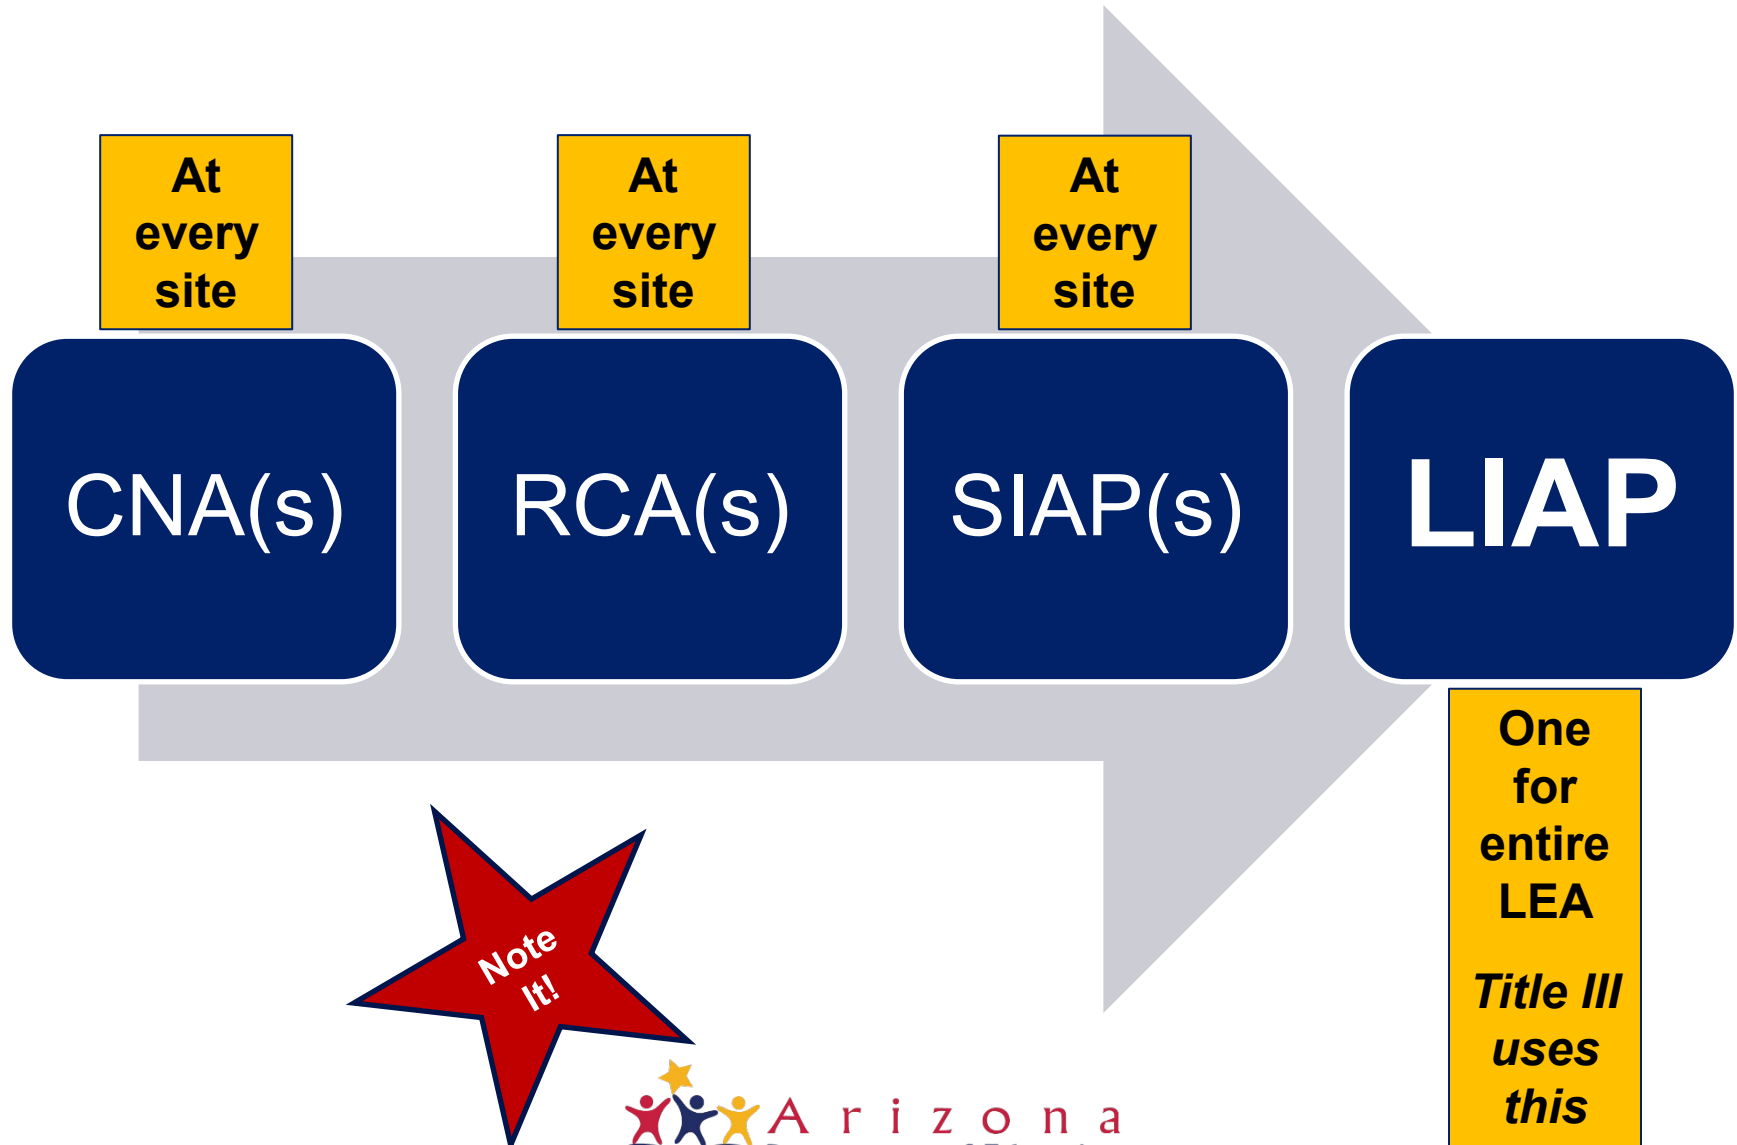 At
every
site
At
every
site
At
every
site
CNA(s)
RCA(s)
SIAP(s)
LIAP
One
for
entire
LEA
Title III
uses
this
Note
It!
Arizona